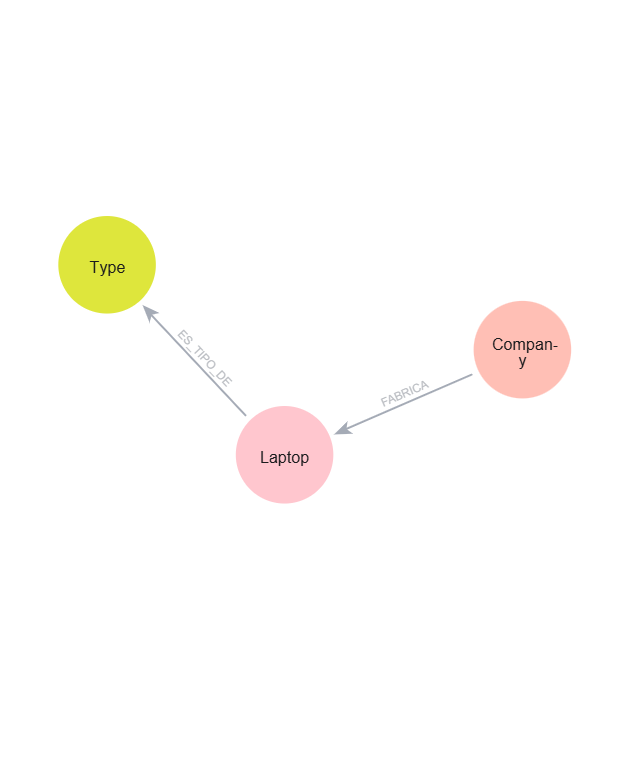 Type
ES_TIPO_DE
Compan-
y
FABRICA
Laptop